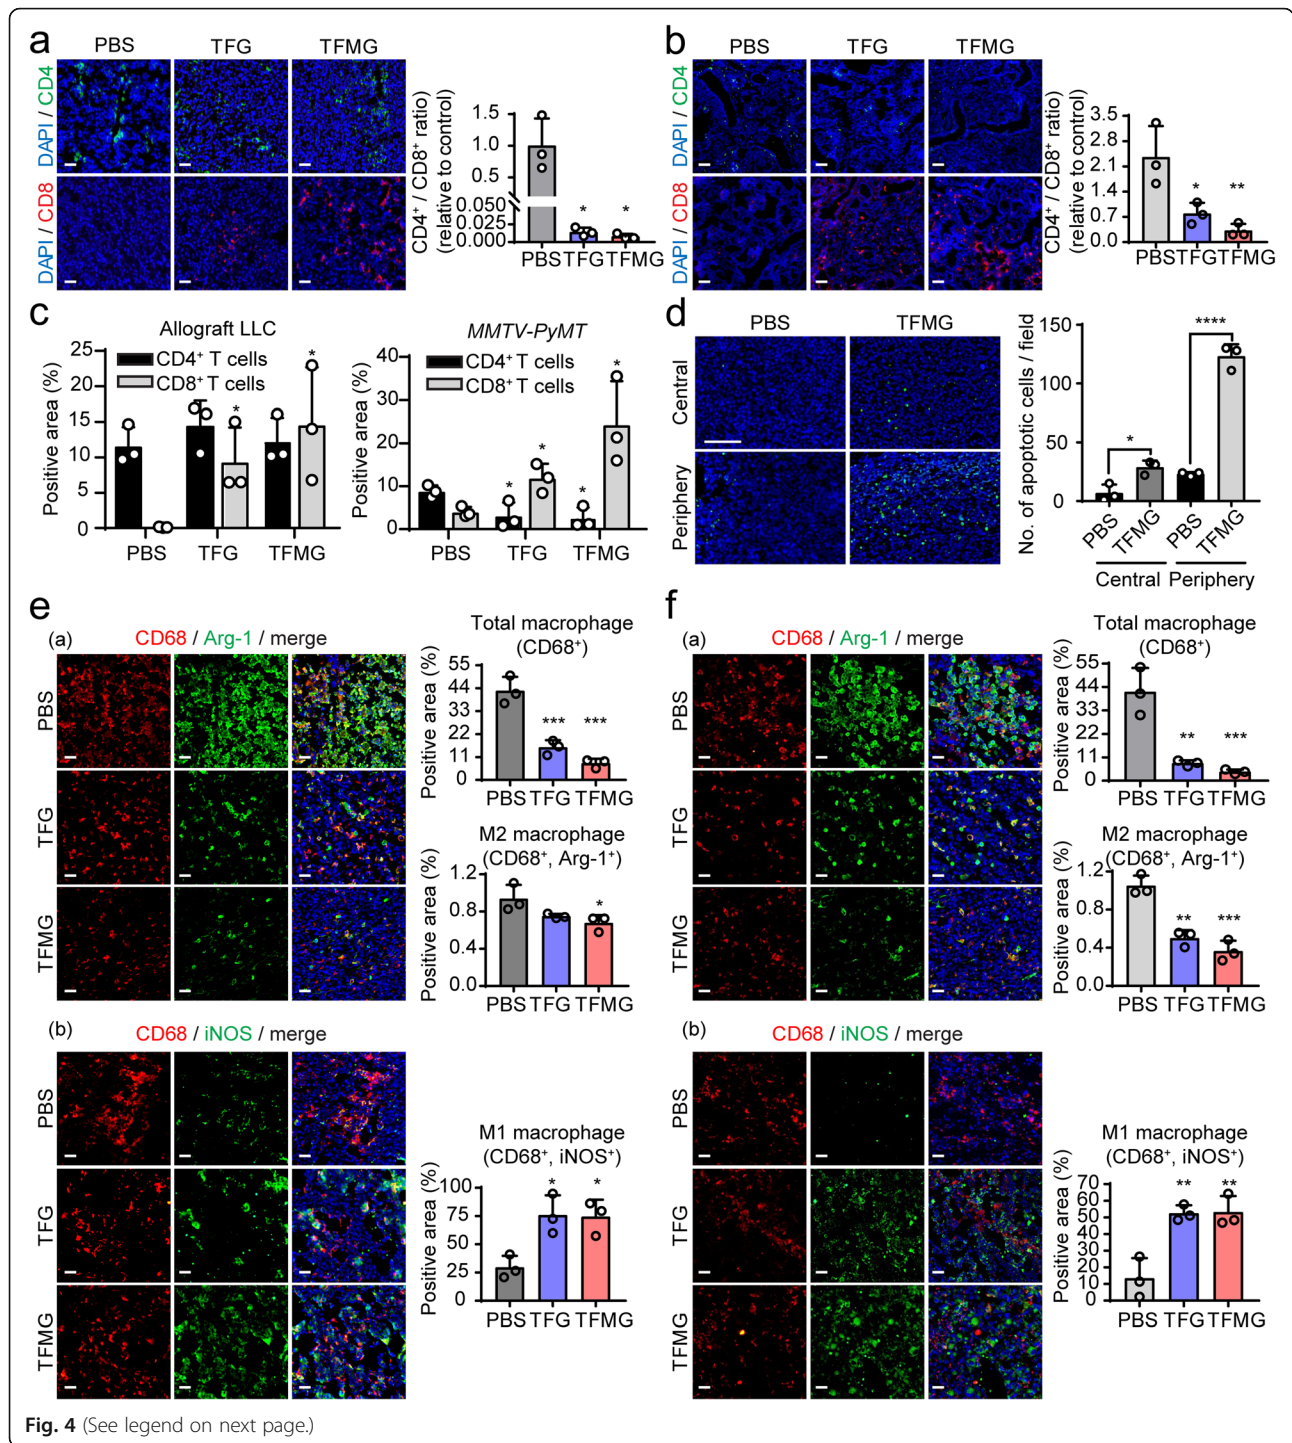 a
PBS TFG TFMG
DAPI / CD4
DAPI / CD8
CD4⁺ / CD8⁺ ratio)
(relative to control)
1.5
1.0
0.5
0.050
0.025
0.000
* *
PBS TFG TFMG
b
PBS TFG TFMG
DAPI / CD4
DAPI / CD8
CD4⁺ / CD8⁺ ratio)
(relative to control)
3.5
2.8
2.1
1.4
0.7
0.0
* **
PBS TFG TFMG
c
Allograft LLC
CD4⁺ T cells
CD8⁺ T cells
Positive area (%)
25
20
15
10
5
0
* *
PBS TFG TFMG
MMTV-PyMT
CD4⁺ T cells
CD8⁺ T cells
Positive area (%)
40
30
20
10
0
* * * *
PBS TFG TFMG
d
PBS TFMG
Central
Periphery
No. of apoptotic cells / field
150
100
50
0
* ****
PBS TFMG PBS TFMG
Central Periphery
e
(a) CD68 / Arg-1 / merge
PBS
TFG
TFMG
Total macrophage
(CD68⁺)
Positive area (%)
55
44
33
22
11
0
*** ***
PBS TFG TFMG
M2 macrophage
(CD68⁺, Arg-1⁺)
Positive area (%)
1.2
0.8
0.4
0.0
*
PBS TFG TFMG
(b) CD68 / iNOS / merge
PBS
TFG
TFMG
M1 macrophage
(CD68⁺, iNOS⁺)
Positive area (%)
100
75
50
25
0
* *
PBS TFG TFMG
f
(a) CD68 / Arg-1 / merge
PBS
TFG
TFMG
Total macrophage
(CD68⁺)
Positive area (%)
55
44
33
22
11
0
** ***
PBS TFG TFMG
M2 macrophage
(CD68⁺, Arg-1⁺)
Positive area (%)
1.2
0.8
0.4
0.0
** ***
PBS TFG TFMG
(b) CD68 / iNOS / merge
PBS
TFG
TFMG
M1 macrophage
(CD68⁺, iNOS⁺)
Positive area (%)
70
60
50
40
30
20
10
0
** **
PBS TFG TFMG
Fig. 4 (See legend on next page.)